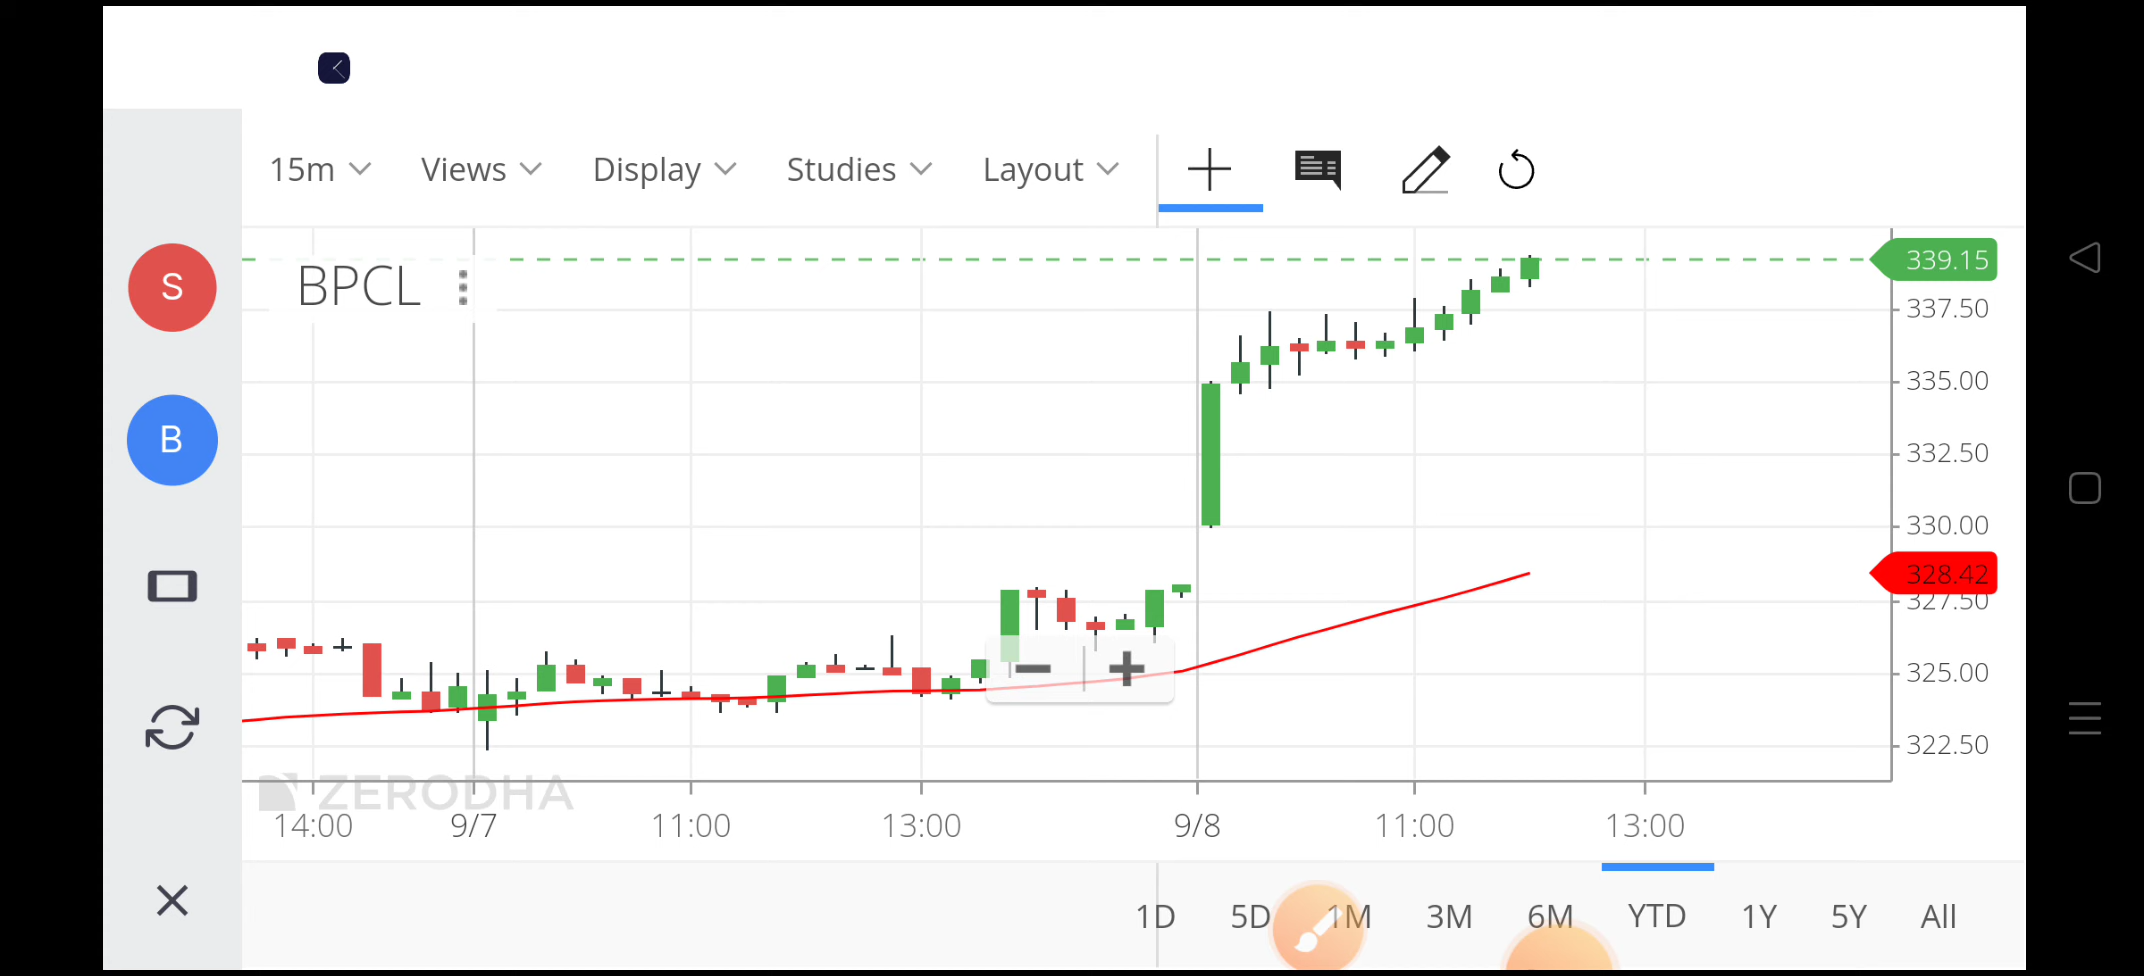 15m Views Display Studies Layout
S
BPCL
339.15
337.50
335.00
B
332.50
330.00
328.42
327.50
325.00
322.50
ZERODHA
14:00 9/7 11:00 13:00 9/8 11:00 13:00
1D 5D 1M 3M 6M YTD 1Y 5Y All